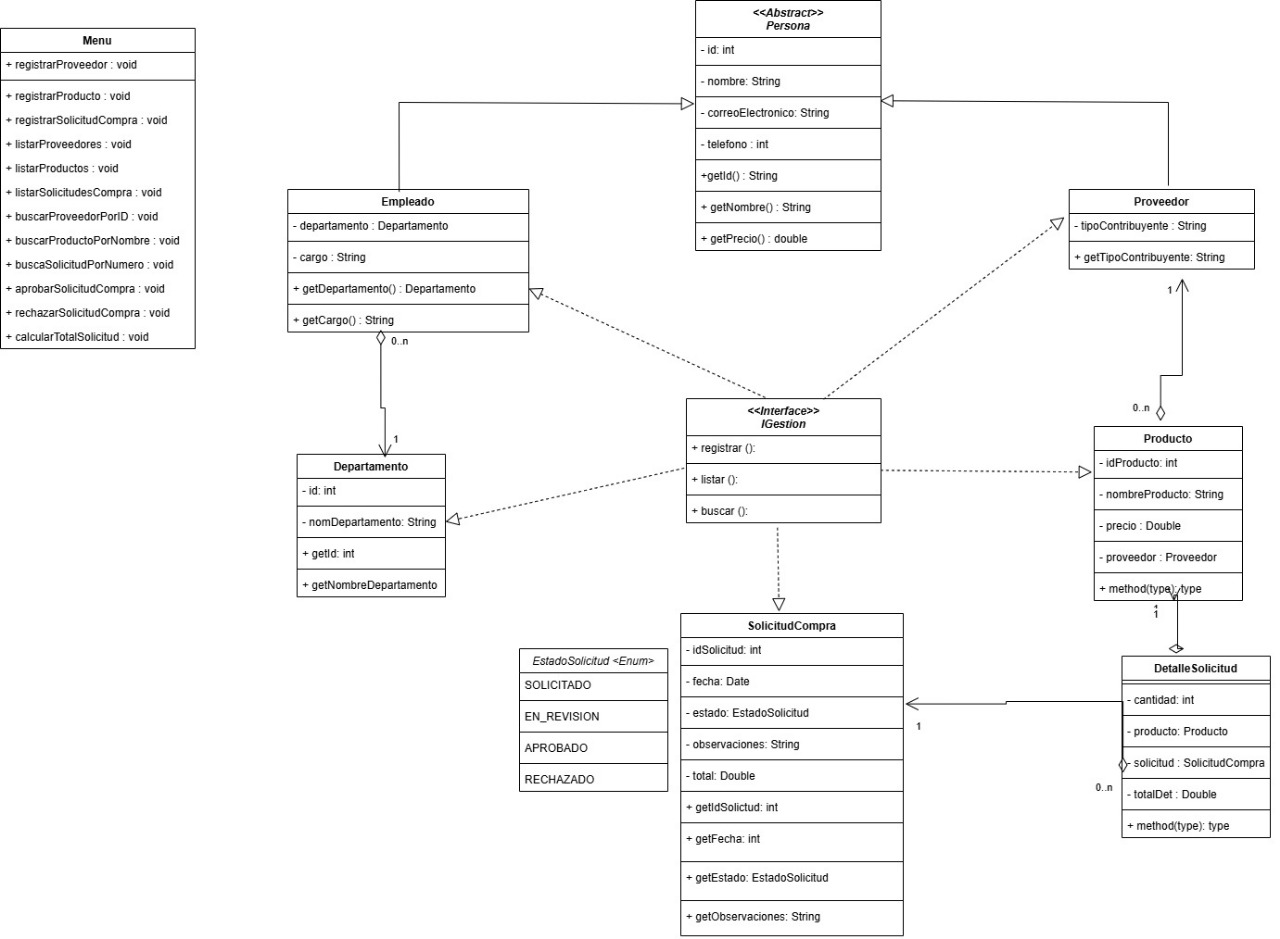 Menu
+ registrarProveedor : void
+ registrarProducto : void
+ registrarSolicitudCompra : void
+ listarProveedores : void
+ listarProductos : void
+ listarSolicitudesCompra : void
+ buscarProveedorPorID : void
+ buscarProductoPorNombre : void
+ buscaSolicitudPorNumero : void
+ aprobarSolicitudCompra : void
+ rechazarSolicitudCompra : void
+ calcularTotalSolicitud : void
<<Abstract>>
Persona
- id: int
- nombre: String
- correoElectronico: String
- telefono : int
+getId() : String
+ getNombre() : String
+ getPrecio() : double
Empleado
- departamento : Departamento
- cargo : String
+ getDepartamento() : Departamento
+ getCargo() : String
0..n
1
Proveedor
- tipoContribuyente : String
+ getTipoContribuyente: String
1
0..n
<<Interface>>
IGestion
+ registrar ():
+ listar ():
+ buscar ():
Departamento
- id: int
- nomDepartamento: String
+ getId: int
+ getNombreDepartamento
Producto
- idProducto: int
- nombreProducto: String
- precio : Double
- proveedor : Proveedor
+ method(type): type
1
1
SolicitudCompra
- idSolicitud: int
- fecha: Date
- estado: EstadoSolicitud
- observaciones: String
- total: Double
+ getIdSolictud: int
+ getFecha: int
+ getEstado: EstadoSolicitud
+ getObservaciones: String
EstadoSolicitud <Enum>
SOLICITADO
EN_REVISION
APROBADO
RECHAZADO
1
0..n
DetalleSolicitud
- cantidad: int
- producto: Producto
- solicitud : SolicitudCompra
- totalDet : Double
+ method(type): type